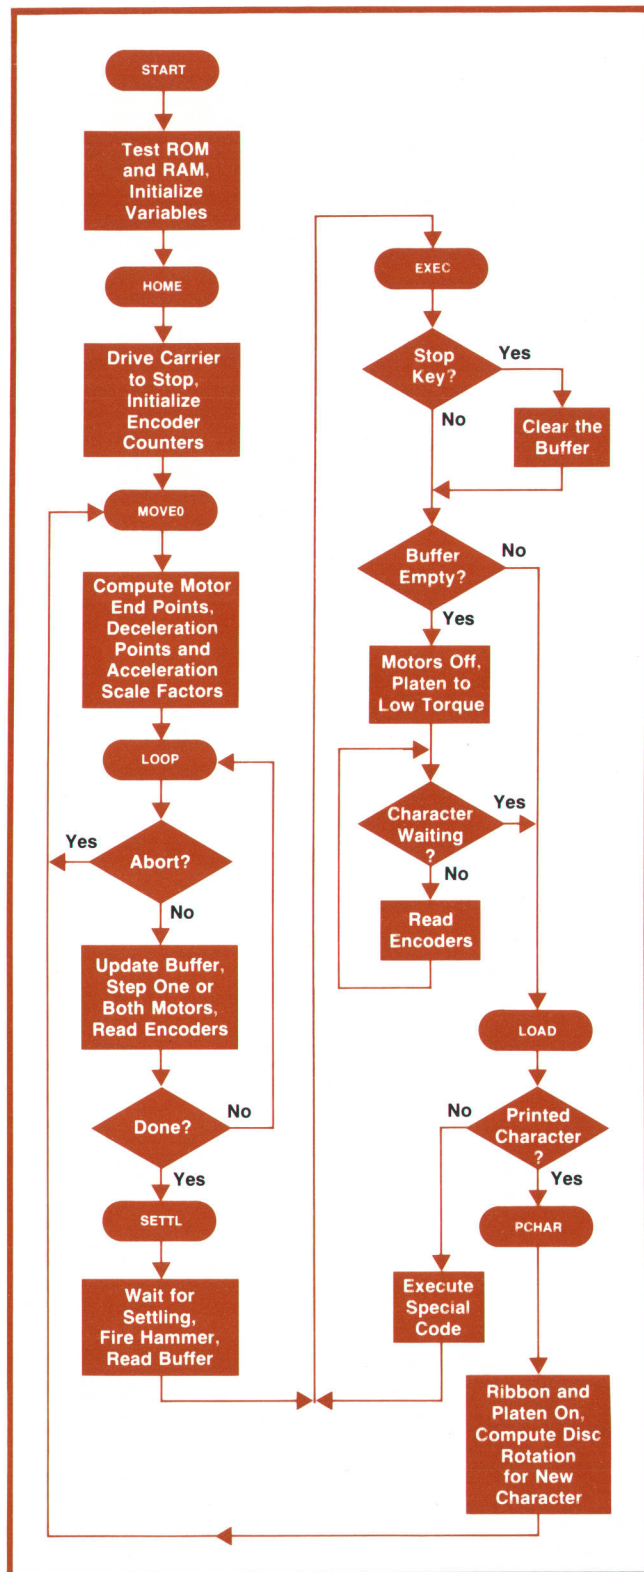 START
Test ROM
and RAM,
Initialize
Variables
HOME
Drive Carrier
to Stop,
Initialize
Encoder
Counters
MOVE0
Compute Motor
End Points,
Deceleration
Points and
Acceleration
Scale Factors
LOOP
Yes
Abort?
No
Update Buffer,
Step One or
Both Motors,
Read Encoders
No
Done?
Yes
SETTL
Wait for
Settling,
Fire Hammer,
Read Buffer
EXEC
Stop
Key?
Yes
No
Clear the
Buffer
Buffer
Empty?
No
Yes
Motors Off,
Platen to
Low Torque
Character
Waiting
?
Yes
No
Read
Encoders
LOAD
No
Printed
Character
?
Yes
PCHAR
Execute
Special
Code
Ribbon and
Platen On,
Compute Disc
Rotation
for New
Character